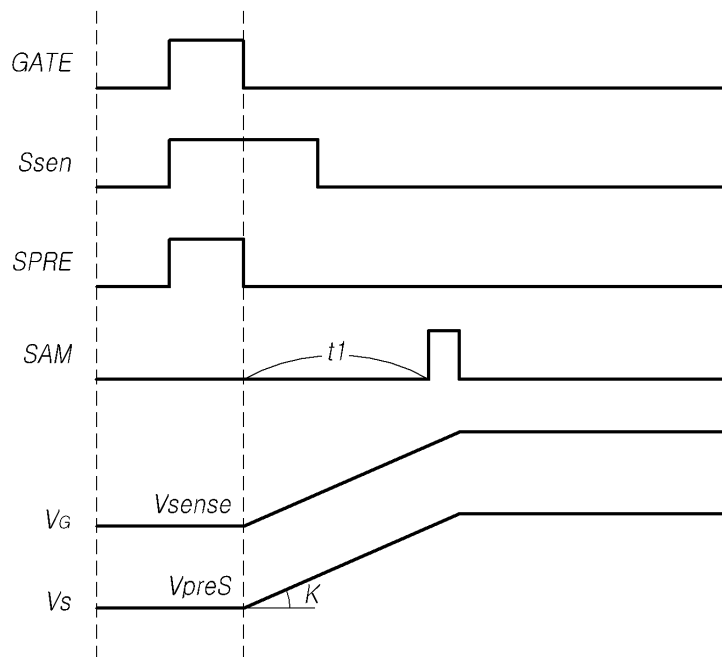 GATE
Ssen
SPRE
SAM
t1
VG
Vsense
VS
VpreS
K